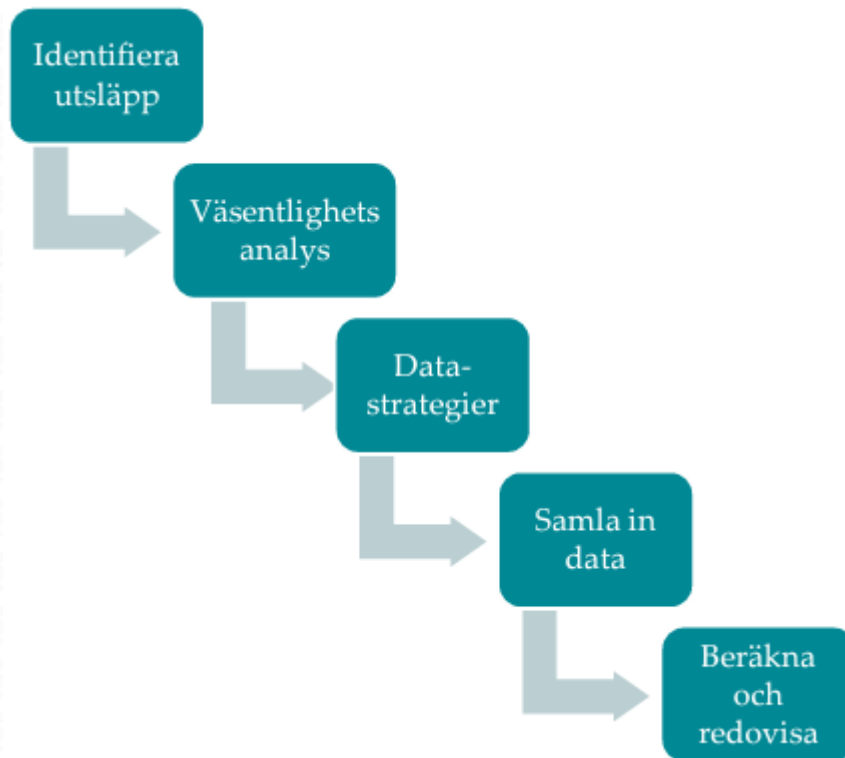 Identifiera
utsläpp
Väsentlighets
analys
Data-
strategier
Samla in
data
Beräkna
och
redovisa